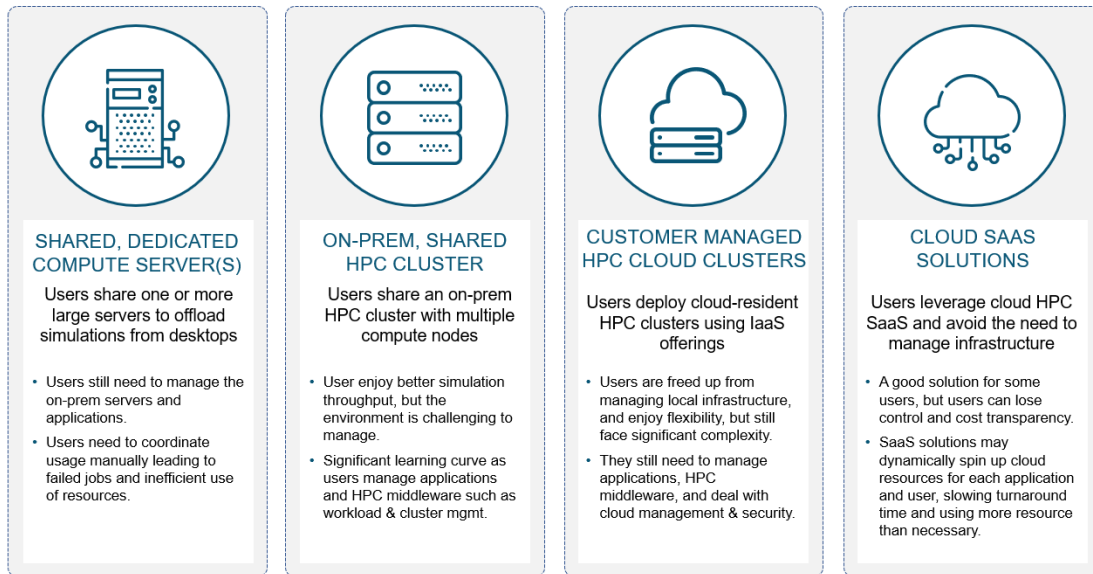 SHARED, DEDICATED
COMPUTE SERVER(S)
Users share one or more
large servers to offload
simulations from desktops
• Users still need to manage the
on-prem servers and
applications.
• Users need to coordinate
usage manually leading to
failed jobs and inefficient use
of resources.
ON-PREM, SHARED
HPC CLUSTER
Users share an on-prem
HPC cluster with multiple
compute nodes
• User enjoy better simulation
throughput, but the
environment is challenging to
manage.
• Significant learning curve as
users manage applications
and HPC middleware such as
workload & cluster mgmt.
CUSTOMER MANAGED
HPC CLOUD CLUSTERS
Users deploy cloud-resident
HPC clusters using IaaS
offerings
• Users are freed up from
managing local infrastructure,
and enjoy flexibility, but still
face significant complexity.
• They still need to manage
applications, HPC
middleware, and deal with
cloud management & security.
CLOUD SAAS
SOLUTIONS
Users leverage cloud HPC
SaaS and avoid the need to
manage infrastructure
• A good solution for some
users, but users can lose
control and cost transparency.
• SaaS solutions may
dynamically spin up cloud
resources for each application
and user, slowing turnaround
time and using more resource
than necessary.